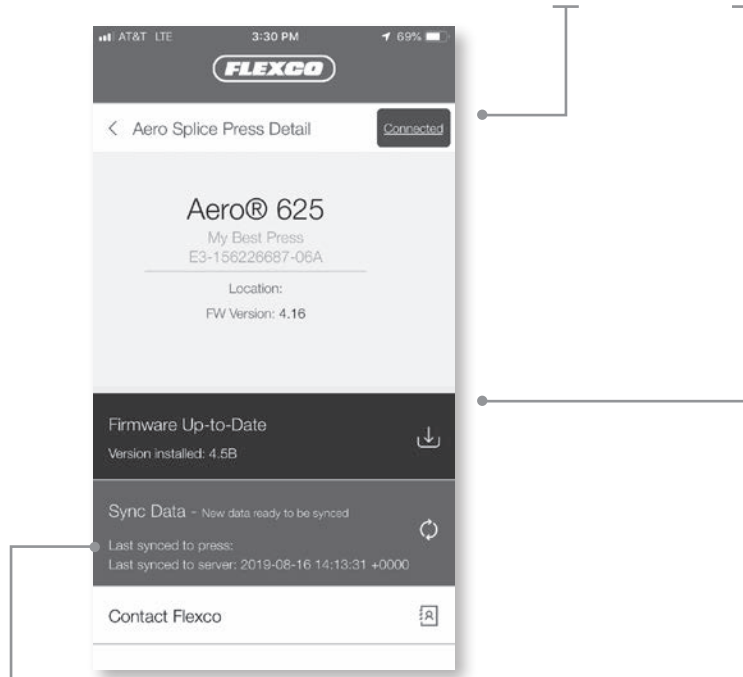 AT&T LTE 3:30 PM 69%
FLEXCO
Aero Splice Press Detail Connected
Aero® 625
My Best Press
E3-156226687-06A
Location:
FW Version: 4.16
Firmware Up-to-Date
Version installed: 4.5B
Sync Data - New data ready to be synced
Last synced to press:
Last synced to server: 2019-08-16 14:13:31 +0000
Contact Flexco